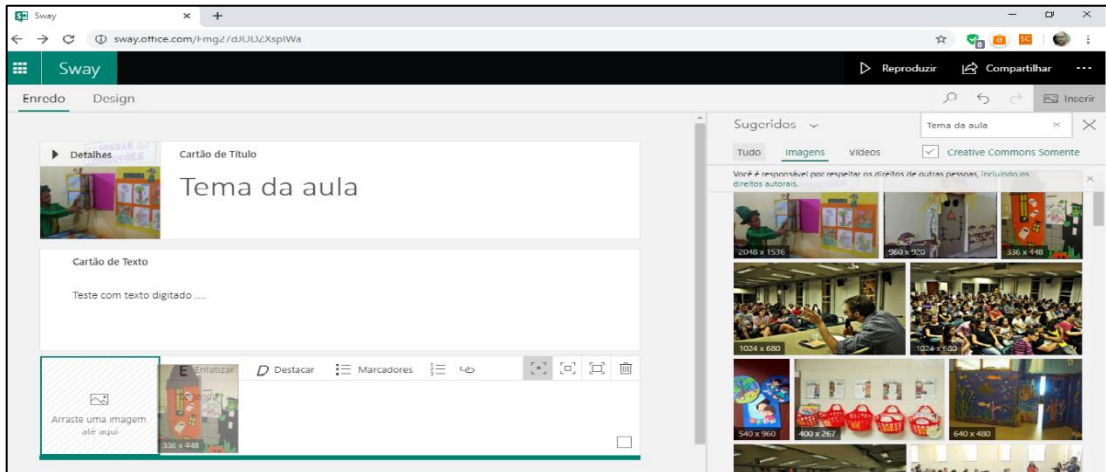 Sway
sway.office.com/Fmg27dJODZXspIWa
SC
Sway
Reproduzir
Compartilhar
Enredo
Design
Inserir
Sugeridos
Tema da aula
Tudo
Imagens
Vídeos
Creative Commons Somente
Você é responsável por respeitar os direitos de outras pessoas, incluindo os
direitos autorais.
Detalhes
Cartão de Título
Tema da aula
Cartão de Texto
Teste com texto digitado ....
E Enfatizar
Destacar
Marcadores
Arraste uma imagem
até aqui
336 x 448
2048 x 1536
960 x 920
336 x 448
1024 x 680
1024 x 680
540 x 960
400 x 267
640 x 480